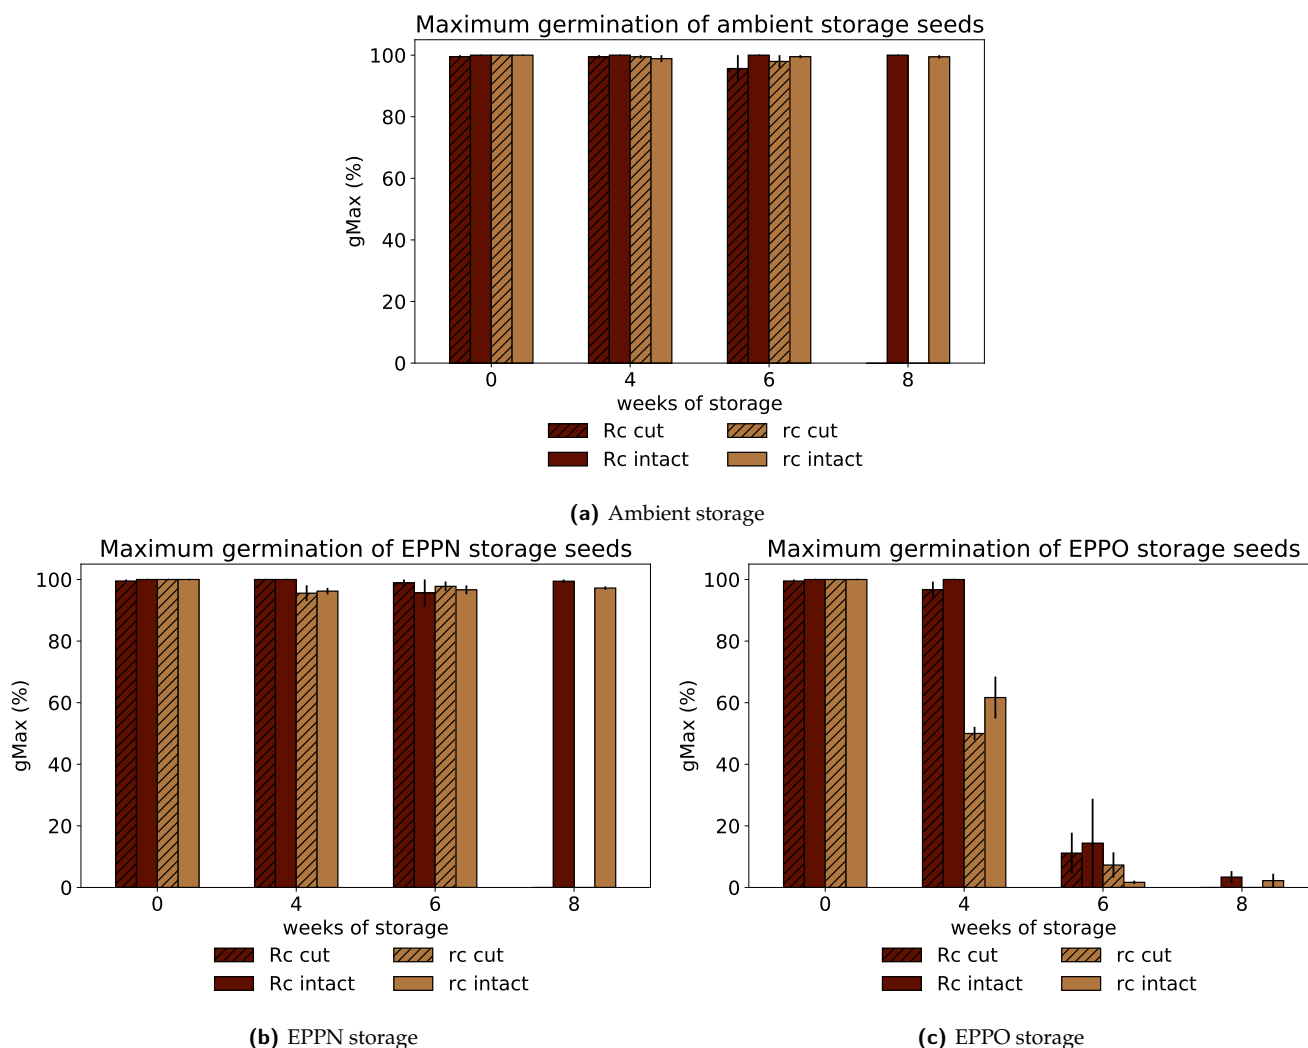 Maximum germination of ambient storage seeds
100
80
60
40
20
0
gMax (%)
0 4 6 8
weeks of storage
Rc cut rc cut
Rc intact rc intact
(a) Ambient storage
Maximum germination of EPPN storage seeds
100
80
60
40
20
0
gMax (%)
0 4 6 8
weeks of storage
Rc cut rc cut
Rc intact rc intact
(b) EPPN storage
Maximum germination of EPPO storage seeds
100
80
60
40
20
0
gMax (%)
0 4 6 8
weeks of storage
Rc cut rc cut
Rc intact rc intact
(c) EPPO storage